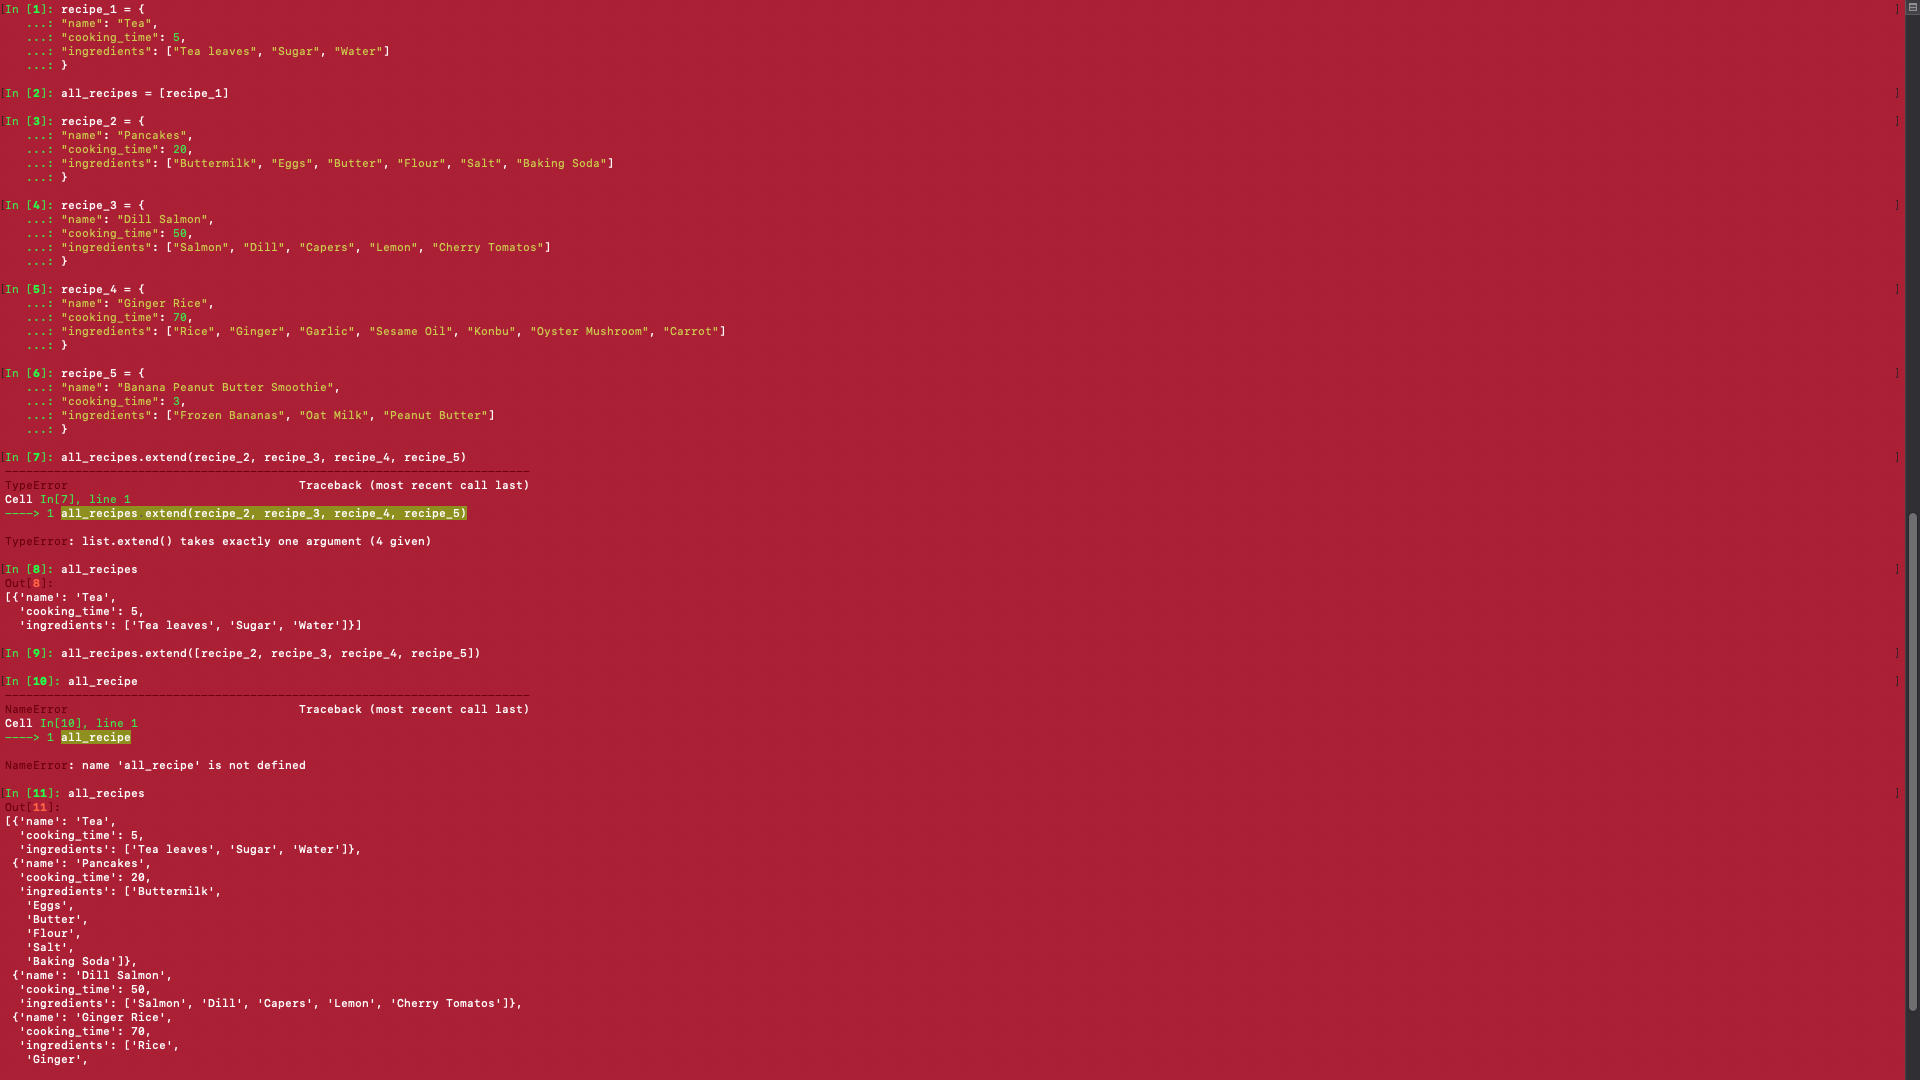 In [1]: recipe_1 = {
   ...: "name": "Tea",
   ...: "cooking_time": 5,
   ...: "ingredients": ["Tea leaves", "Sugar", "Water"]
   ...: }
In [2]: all_recipes = [recipe_1]
In [3]: recipe_2 = {
   ...: "name": "Pancakes",
   ...: "cooking_time": 20,
   ...: "ingredients": ["Buttermilk", "Eggs", "Butter", "Flour", "Salt", "Baking Soda"]
   ...: }
In [4]: recipe_3 = {
   ...: "name": "Dill Salmon",
   ...: "cooking_time": 50,
   ...: "ingredients": ["Salmon", "Dill", "Capers", "Lemon", "Cherry Tomatos"]
   ...: }
In [5]: recipe_4 = {
   ...: "name": "Ginger Rice",
   ...: "cooking_time": 70,
   ...: "ingredients": ["Rice", "Ginger", "Garlic", "Sesame Oil", "Konbu", "Oyster Mushroom", "Carrot"]
   ...: }
In [6]: recipe_5 = {
   ...: "name": "Banana Peanut Butter Smoothie",
   ...: "cooking_time": 3,
   ...: "ingredients": ["Frozen Bananas", "Oat Milk", "Peanut Butter"]
   ...: }
In [7]: all_recipes.extend(recipe_2, recipe_3, recipe_4, recipe_5)
---------------------------------------------------------------------------
TypeError                                 Traceback (most recent call last)
Cell In[7], line 1
----> 1 all_recipes.extend(recipe_2, recipe_3, recipe_4, recipe_5)
TypeError: list.extend() takes exactly one argument (4 given)
In [8]: all_recipes
Out[8]:
[{'name': 'Tea',
  'cooking_time': 5,
  'ingredients': ['Tea leaves', 'Sugar', 'Water']}]
In [9]: all_recipes.extend([recipe_2, recipe_3, recipe_4, recipe_5])
In [10]: all_recipe
---------------------------------------------------------------------------
NameError                                 Traceback (most recent call last)
Cell In[10], line 1
----> 1 all_recipe
NameError: name 'all_recipe' is not defined
In [11]: all_recipes
Out[11]:
[{'name': 'Tea',
  'cooking_time': 5,
  'ingredients': ['Tea leaves', 'Sugar', 'Water']},
 {'name': 'Pancakes',
  'cooking_time': 20,
  'ingredients': ['Buttermilk',
   'Eggs',
   'Butter',
   'Flour',
   'Salt',
   'Baking Soda']},
 {'name': 'Dill Salmon',
  'cooking_time': 50,
  'ingredients': ['Salmon', 'Dill', 'Capers', 'Lemon', 'Cherry Tomatos']},
 {'name': 'Ginger Rice',
  'cooking_time': 70,
  'ingredients': ['Rice',
   'Ginger',